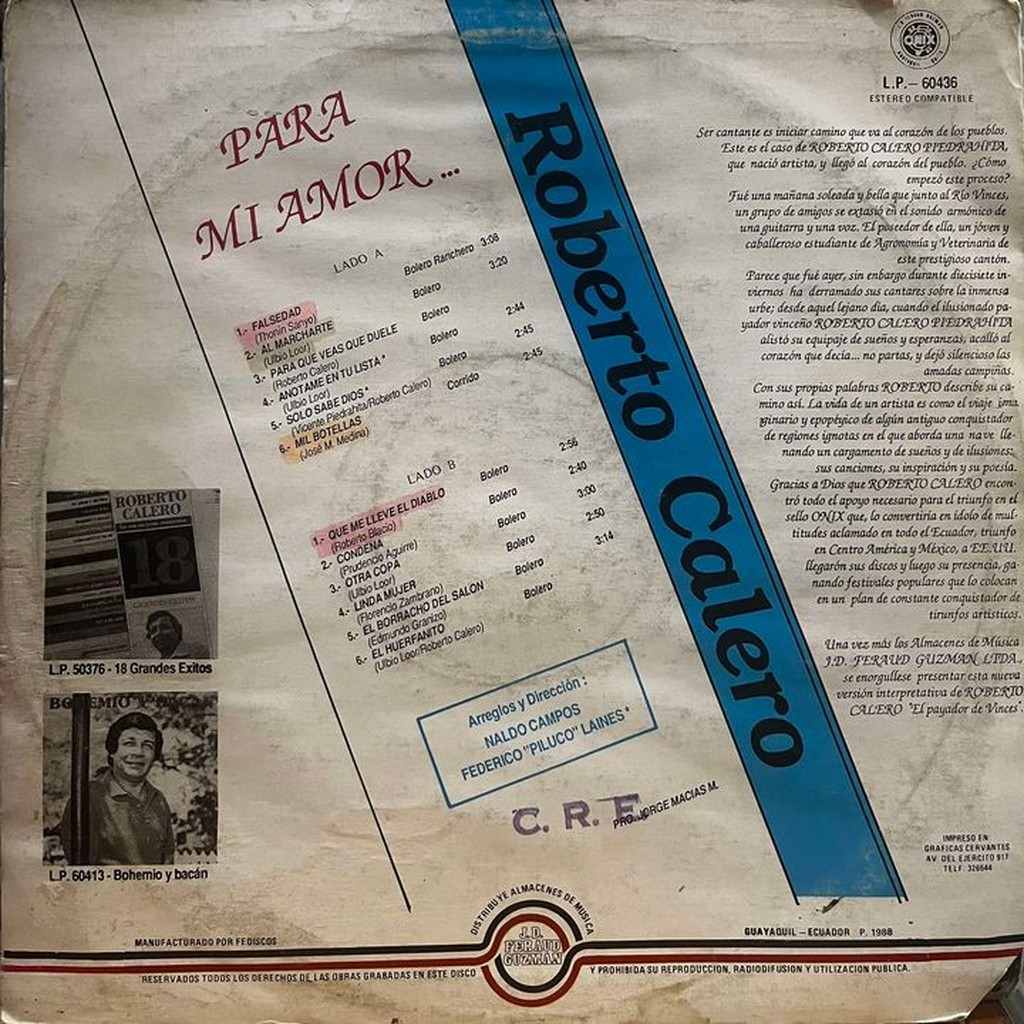 J.D. FERAUD GUZMAN
ONIX
GUAYAQUIL
L.P.- 60436
ESTEREO COMPATIBLE
PARA
MI AMOR...
Roberto Calero
LADO A
1.- FALSEDAD Bolero Ranchero 3:08
(Thonin Sanyo)
2.- AL MARCHARTE Bolero 3:20
(Ulbio Loor)
3.- PARA QUE VEAS QUE DUELE Bolero
(Roberto Calero)
4.- ANOTAME EN TU LISTA * Bolero 2:44
(Ulbio Loor)
5.- SOLO SABE DIOS * Bolero 2:45
(Vicente Piedrahita/Roberto Calero)
6.- MIL BOTELLAS Corrido 2:45
(José M. Medina)
LADO B
1.- QUE ME LLEVE EL DIABLO Bolero 2:56
(Roberto Blacio)
2.- CONDENA Bolero 2:40
(Prudencio Aguirre)
3.- OTRA COPA Bolero 3:00
(Ulbio Loor)
4.- LINDA MUJER Bolero 2:50
(Florencio Zambrano)
5.- EL BORRACHO DEL SALON Bolero 3:14
(Edmundo Granizo)
6.- EL HUERFANITO Bolero
(Ulbio Loor/Roberto Calero)
Arreglos y Dirección :
NALDO CAMPOS
FEDERICO "PILUCO" LAINES *
C. R. E
PRO. JORGE MACIAS M.
Ser cantante es iniciar camino que va al corazón de los pueblos.
Este es el caso de ROBERTO CALERO PIEDRAHITA,
que nació artista, y llegó al corazón del pueblo. ¿Cómo
empezó este proceso?
Fué una mañana soleada y bella que junto al Río Vinces,
un grupo de amigos se extasió en el sonido armónico de
una guitarra y una voz. El poseedor de ella, un jóven y
caballeroso estudiante de Agronomía y Veterinaria de
este prestigioso cantón.
Parece que fué ayer, sin enbargo durante diecisiete in-
viernos ha derramado sus cantares sobre la inmensa
urbe; desde aquel lejano día, cuando el ilusionado pa-
yador vinceño ROBERTO CALERO PIEDRAHITA
alistó su equipaje de sueños y esperanzas, acalló al
corazón que decía... no partas, y dejó silencioso las
amadas campiñas.
Con sus propias palabras ROBERTO describe su ca-
mino así. La vida de un artista es como el viaje ima
ginario y epopéyico de algún antiguo conquistador
de regiones ignotas en el que aborda una nave lle-
nando un cargamento de sueños y de ilusiones;
sus canciones, su inspiración y su poesía.
Gracias a Dios que ROBERTO CALERO encon-
tró todo el apoyo necesario para el triunfo en el
sello ONIX que, lo convertiría en ídolo de mul-
titudes aclamado en todo el Ecuador, triunfo
en Centro América y México, a EE.UU.
llegarón sus discos y luego su presencia, ga-
nando festivales populares que lo colocan
en un plan de constante conquistador de
tirunfos artísticos.
Una vez más los Almacenes de Música
J.D. FERAUD GUZMAN LTDA.,
se enorgullese presentar esta nueva
versión interpretativa de ROBERTO
CALERO "El payador de Vinces".
ROBERTO
CALERO
18
GRANDES EXITOS
L.P. 50376 - 18 Grandes Exitos
BOHEMIO Y BACAN
L.P. 60413 - Bohemio y bacán
IMPRESO EN
GRAFICAS CERVANTES
AV. DEL EJERCITO 917
TELF. 326544
DISTRIBUYE ALMACENES DE MUSICA
J.D.
FERAUD
GUZMAN
MANUFACTURADO POR FEDISCOS
GUAYAQUIL - ECUADOR P. 1988
RESERVADOS TODOS LOS DERECHOS DE LAS OBRAS GRABADAS EN ESTE DISCO Y PROHIBIDA SU REPRODUCCION, RADIODIFUSION Y UTILIZACION PUBLICA.